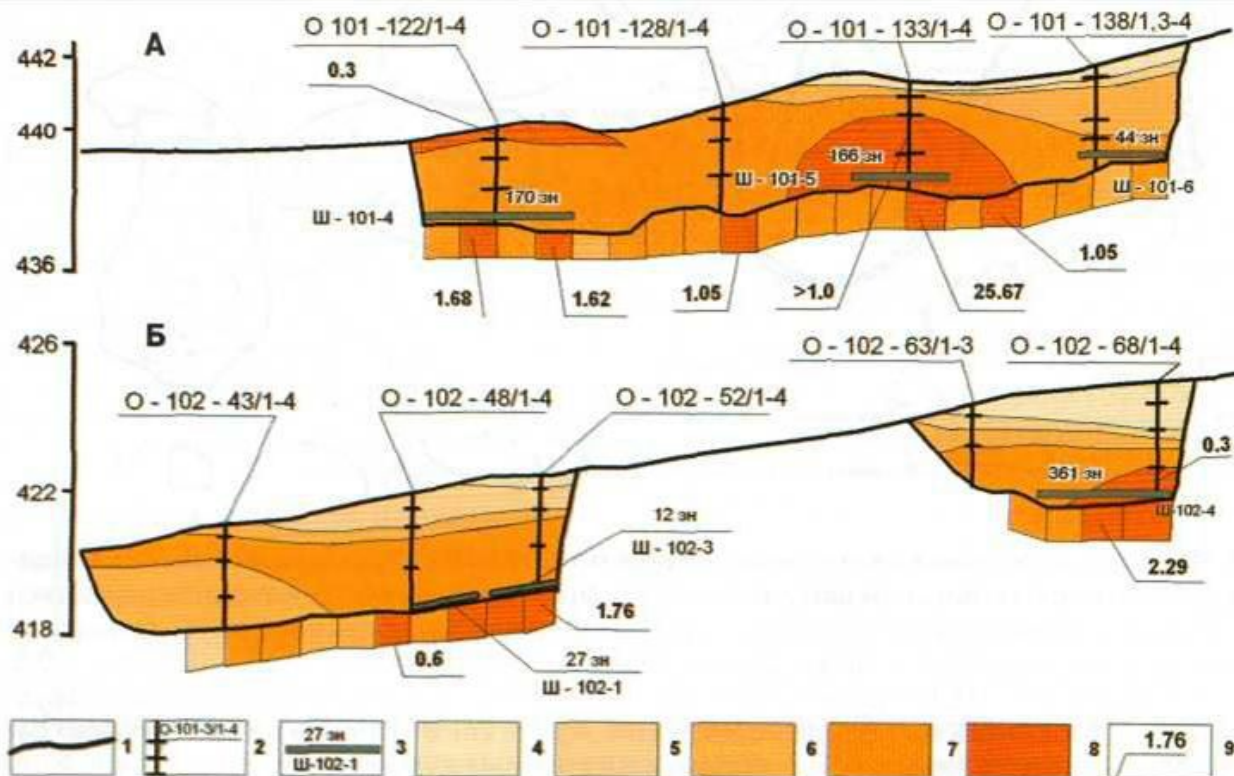 А
О 101 -122/1-4
О - 101 -128/1-4
О - 101 - 133/1-4
О - 101 - 138/1,3-4
442
0.3
440
44 зн
166 зн
Ш - 101-5
Ш - 101-6
170 зн
Ш - 101-4
436
1.68
1.62
1.05
>1.0
25.67
1.05
Б
426
О - 102 - 63/1-3
О - 102 - 68/1-4
О - 102 - 43/1-4
О - 102 - 48/1-4
О - 102 - 52/1-4
0.3
422
361 зн
12 зн
Ш-102-4
Ш - 102-3
2.29
1.76
418
0.6
27 зн
Ш - 102-1
1
О-101-3/1-4
2
27 зн
Ш-102-1
3
4
5
6
7
8
1.76
9